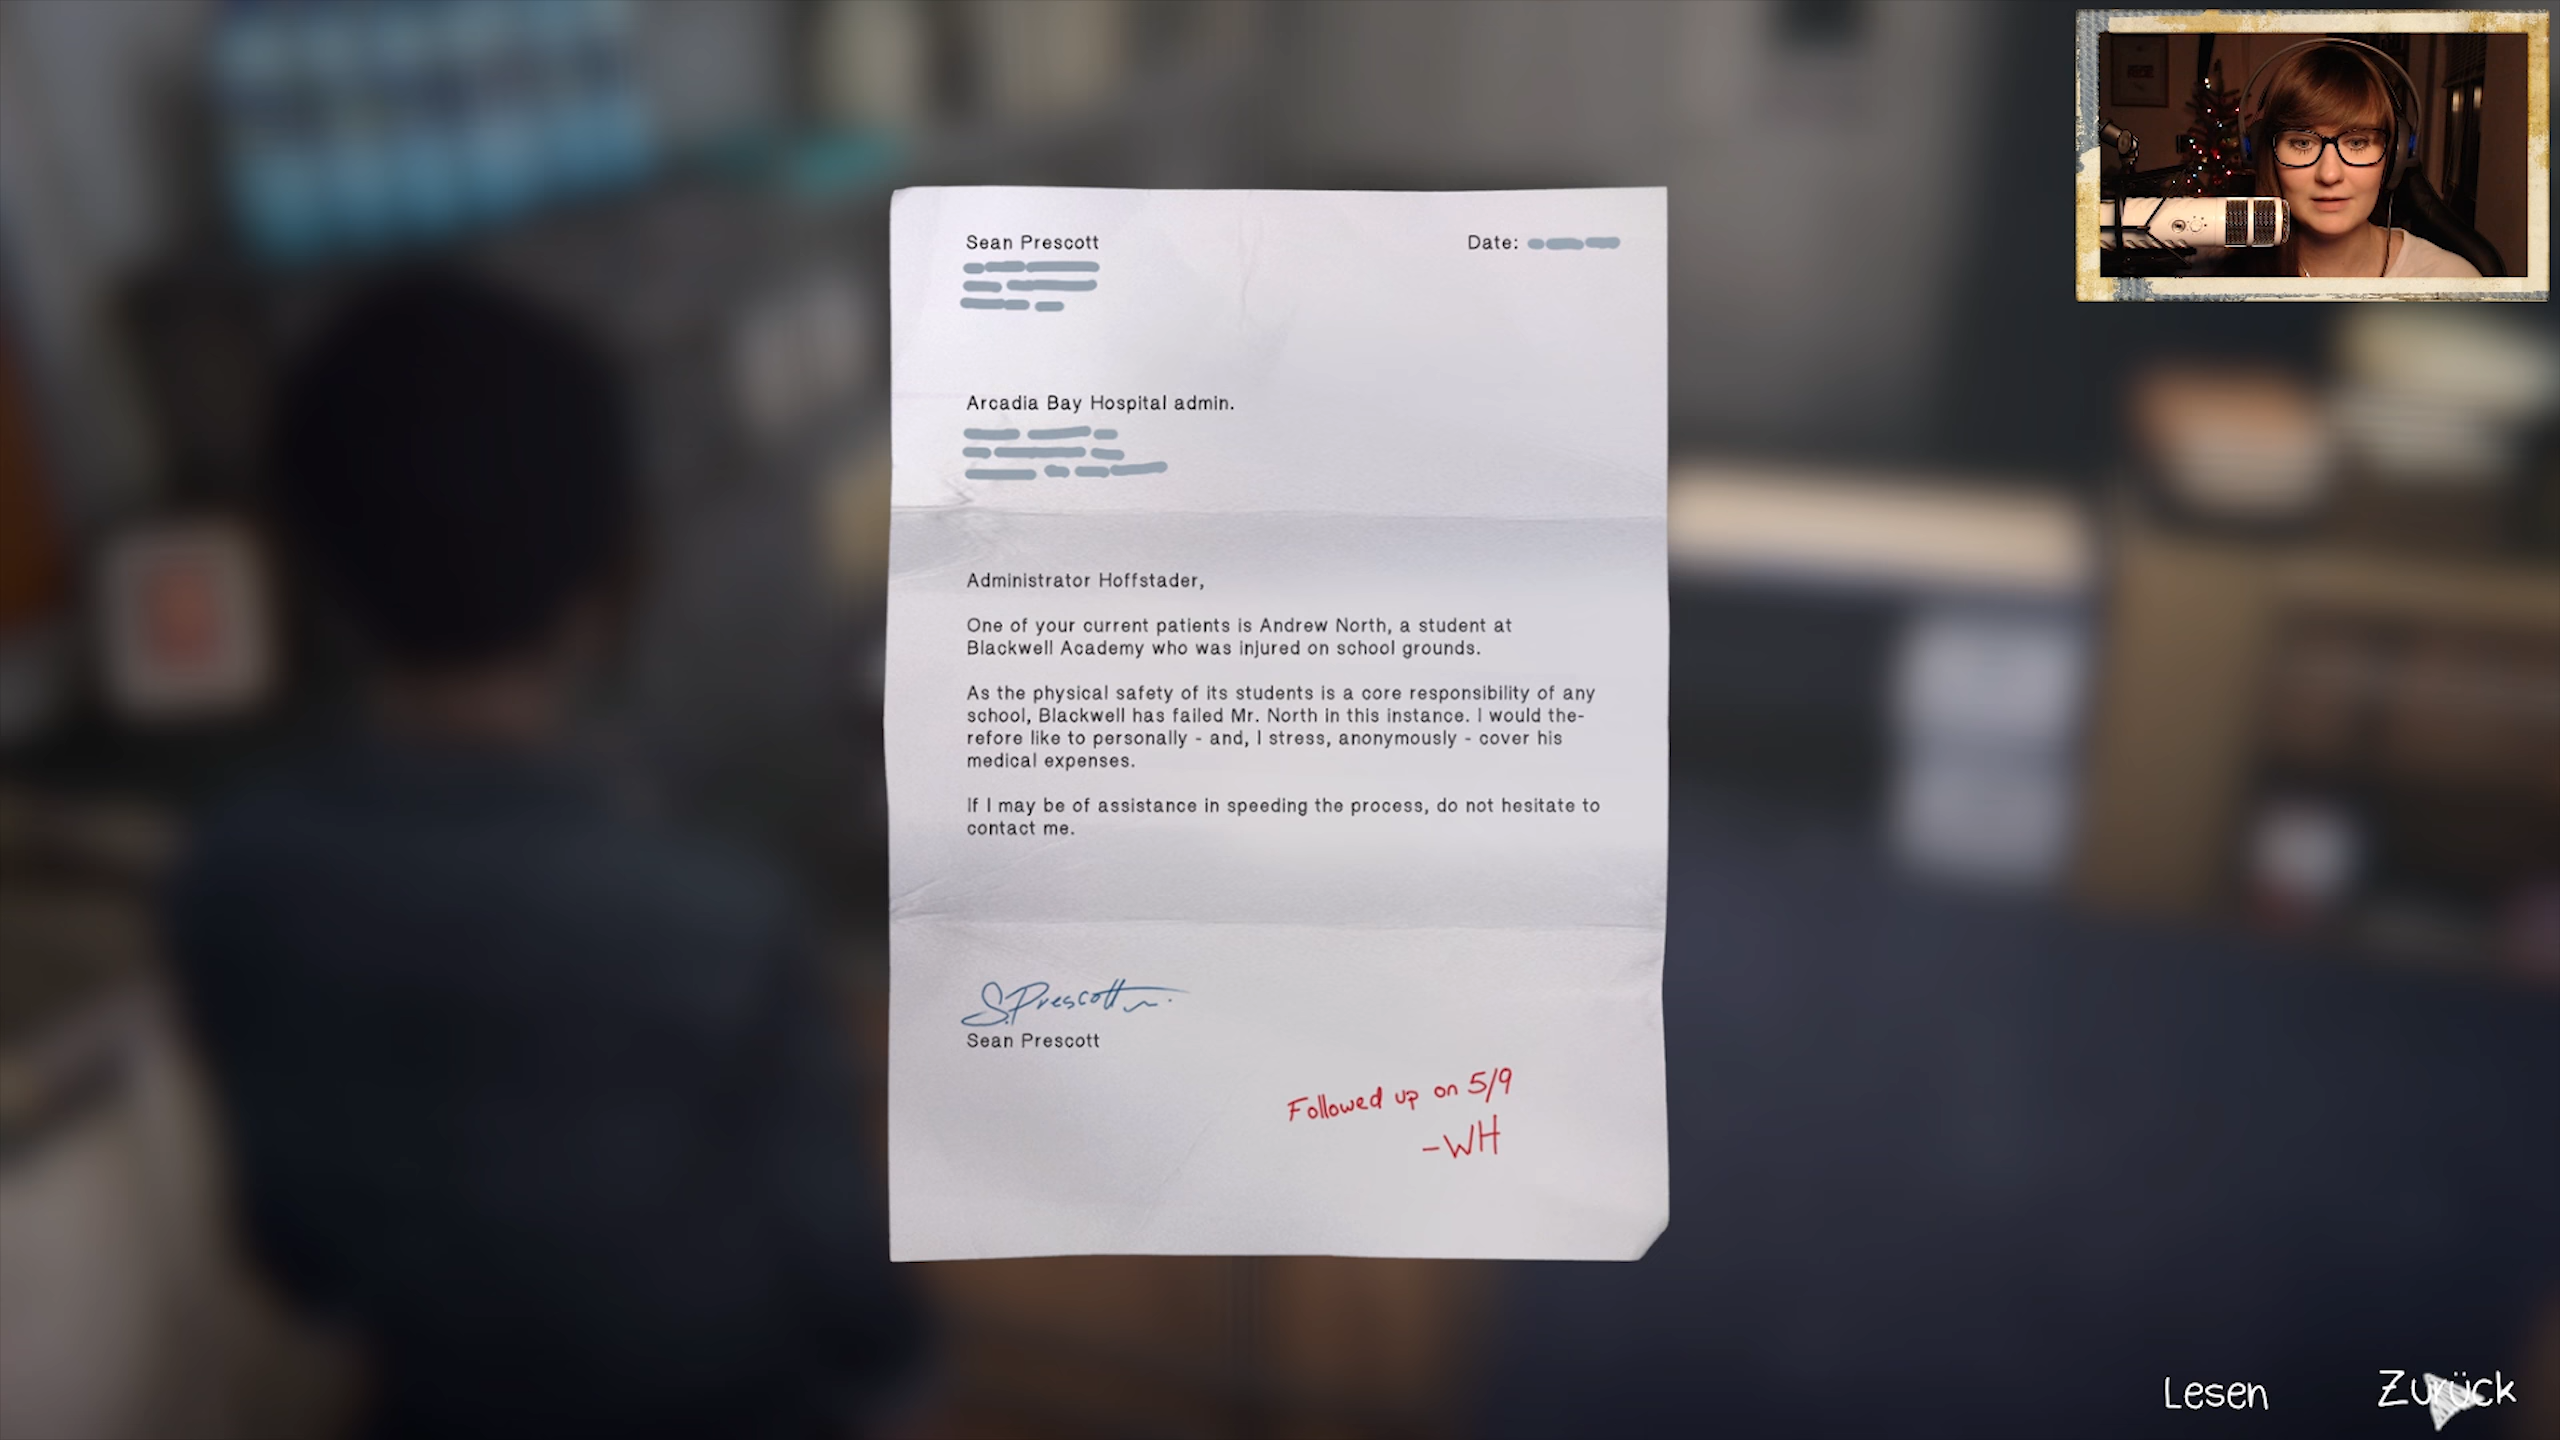 Sean Prescott
Date:
Arcadia Bay Hospital admin.
Administrator Hoffstader,
One of your current patients is Andrew North, a student at
Blackwell Academy who was injured on school grounds.
As the physical safety of its students is a core responsibility of any
school, Blackwell has failed Mr. North in this instance. I would the-
refore like to personally - and, I stress, anonymously - cover his
medical expenses.
If I may be of assistance in speeding the process, do not hesitate to
contact me.
S.Prescott
Sean Prescott
Followed up on 5/9
-WH
Lesen
Zurück